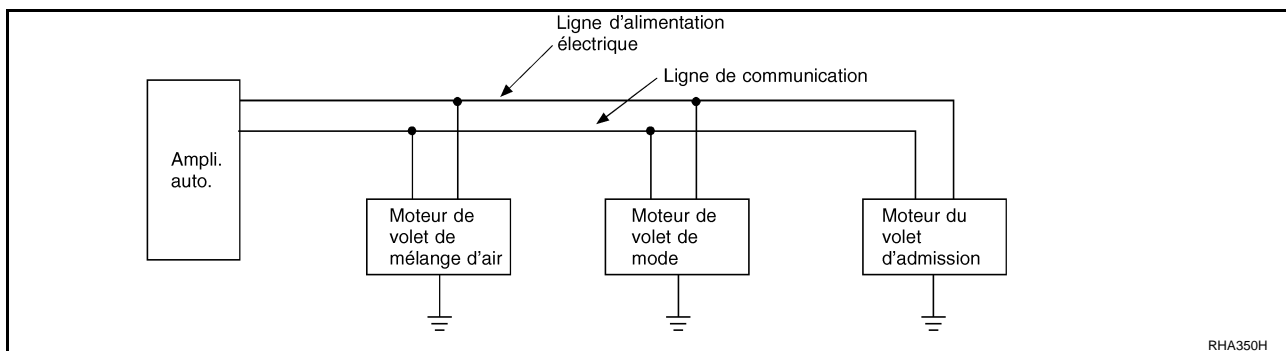 Ligne d'alimentation
électrique
Ligne de communication
Ampli.
auto.
Moteur de
volet de
mélange d'air
Moteur de
volet de
mode
Moteur du
volet
d'admission
RHA350H